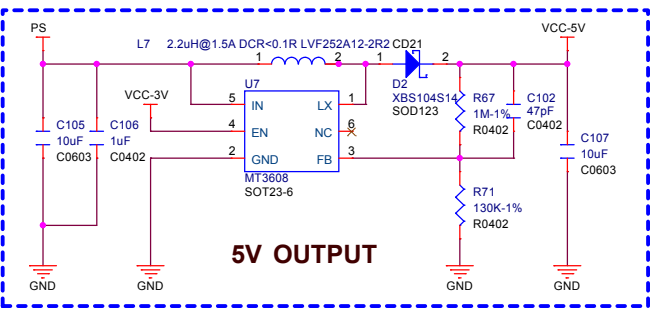 PS
VCC-5V
L7 2.2uH@1.5A DCR<0.1R LVF252A12-2R2 CD21
1 2 1 2
U7
D2
XBS104S14
SOD123
VCC-3V
5 IN LX 1
R67
1M-1%
R0402
C102
47pF
C0402
4 EN NC 6
C105
10uF
C0603
C106
1uF
C0402
2 GND FB 3
C107
10uF
C0603
MT3608
SOT23-6
R71
130K-1%
R0402
5V OUTPUT
GND GND GND GND